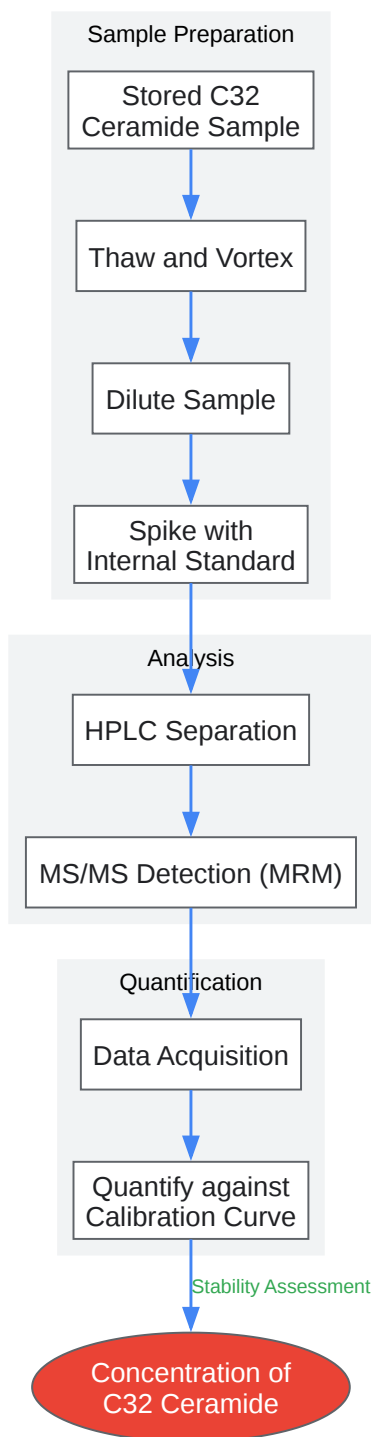 Sample Preparation
Stored C32
Ceramide Sample
Thaw and Vortex
Dilute Sample
Spike with
Internal Standard
Analysis
HPLC Separation
MS/MS Detection (MRM)
Quantification
Data Acquisition
Quantify against
Calibration Curve
Stability Assessment
Concentration of
C32 Ceramide